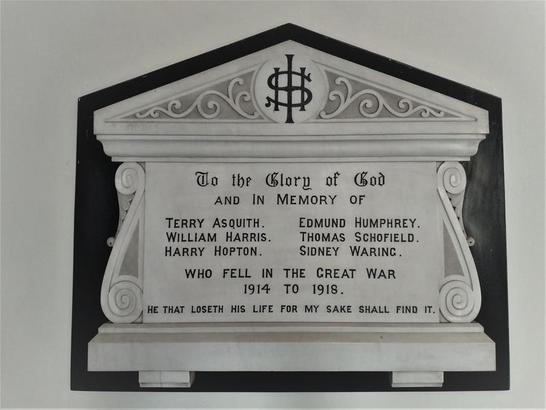 IHS
To the Glory of God
AND IN MEMORY OF
TERRY ASQUITH. EDMUND HUMPHREY.
WILLIAM HARRIS. THOMAS SCHOFIELD.
HARRY HOPTON. SIDNEY WARING.
WHO FELL IN THE GREAT WAR
1914 TO 1918.
HE THAT LOSETH HIS LIFE FOR MY SAKE SHALL FIND IT.